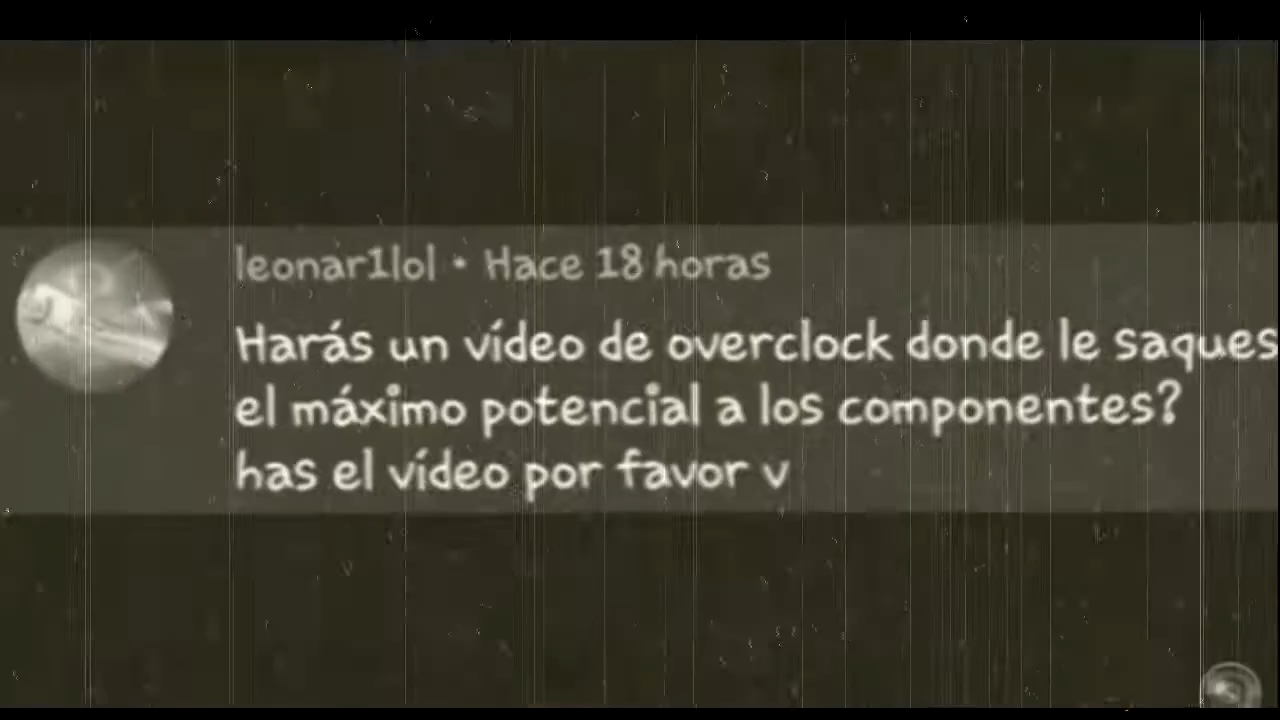 leonar1lol • Hace 18 horas
Harás un vídeo de overclock donde le saques
el máximo potencial a los componentes?
has el vídeo por favor v